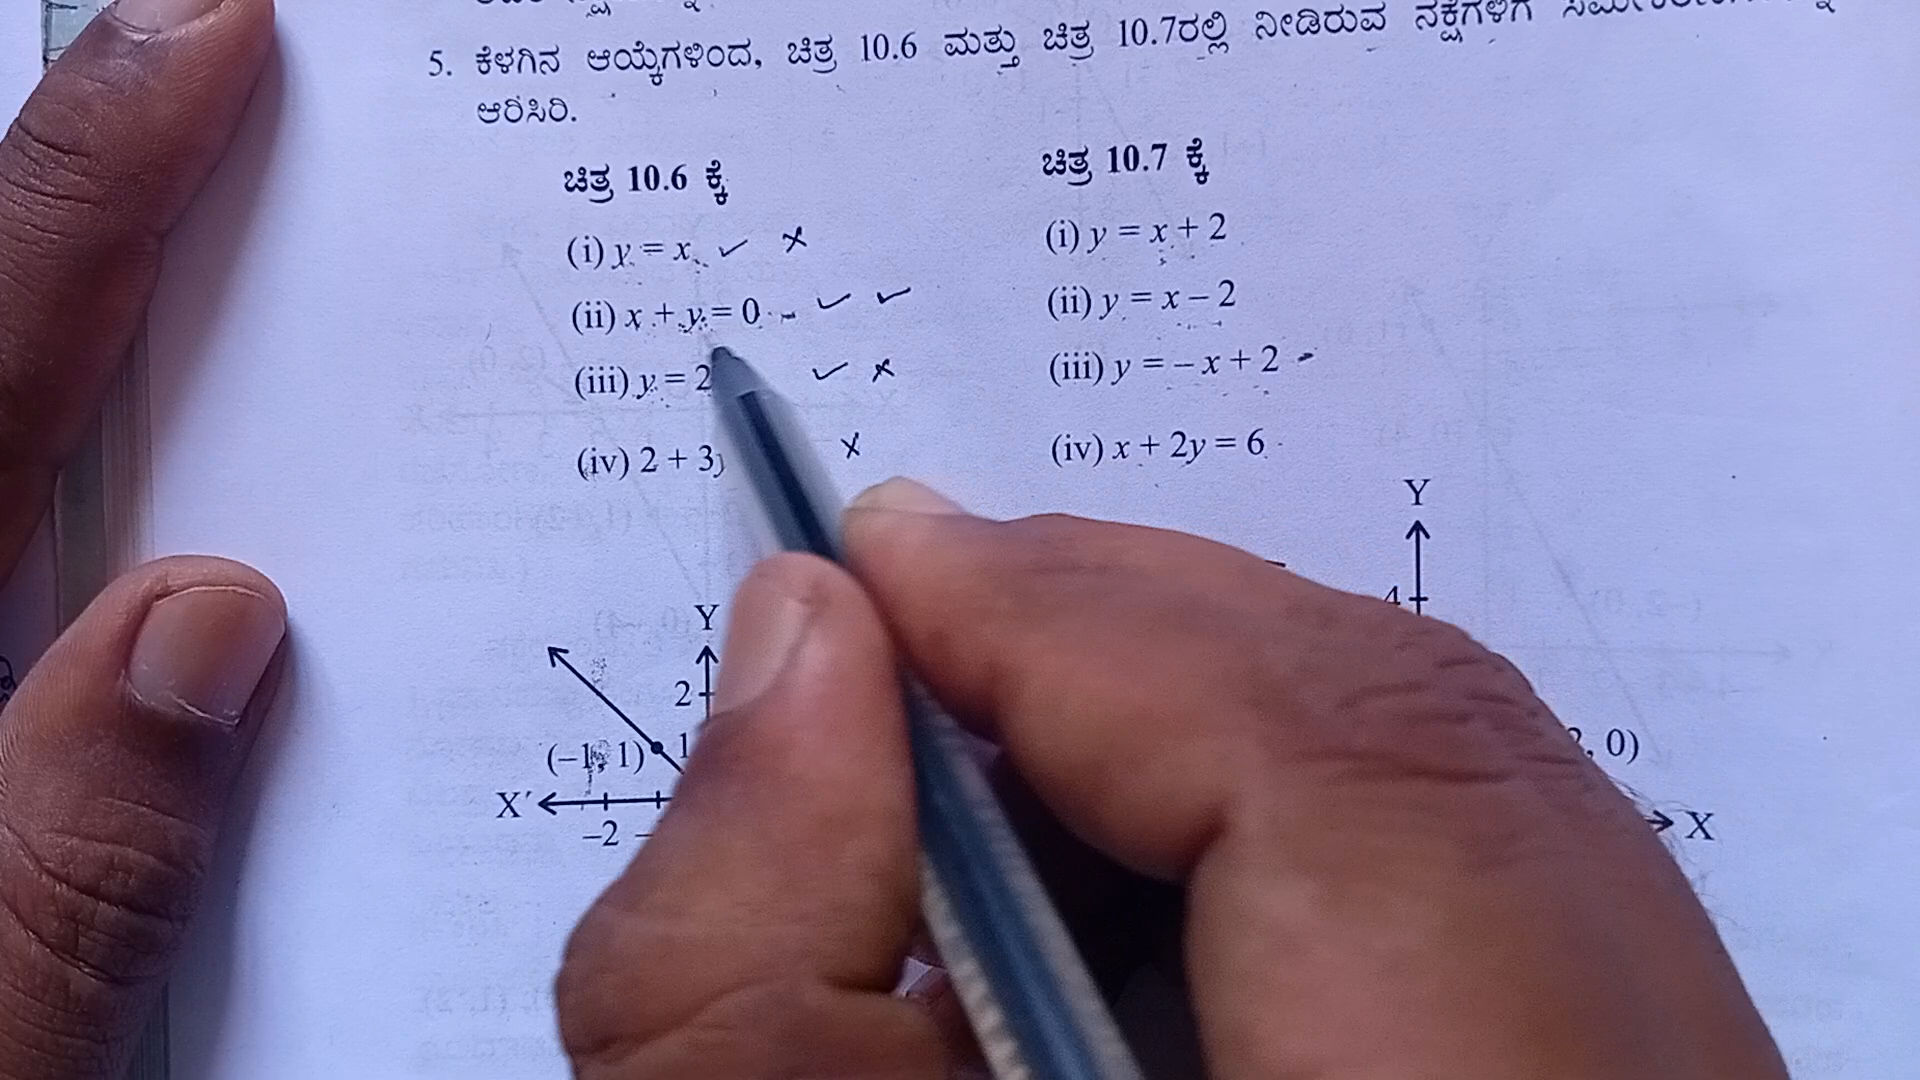 5. ಕೆಳಗಿನ ಆಯ್ಕೆಗಳಿಂದ, ಚಿತ್ರ 10.6 ಮತ್ತು ಚಿತ್ರ 10.7ರಲ್ಲಿ ನೀಡಿರುವ ನಕ್ಷೆಗಳಿಗೆ
ಆರಿಸಿರಿ.
ಚಿತ್ರ 10.6 ಕ್ಕೆ
(i) y = x ✓ ×
(ii) x + y = 0 ✓ ✓
(iii) y = 2 ✓ ×
(iv) 2 + 3 ×
ಚಿತ್ರ 10.7 ಕ್ಕೆ
(i) y = x + 2
(ii) y = x – 2
(iii) y = – x + 2
(iv) x + 2y = 6
Y
2
(–1, 1) 1
X′
–2
Y
4
, 0)
X